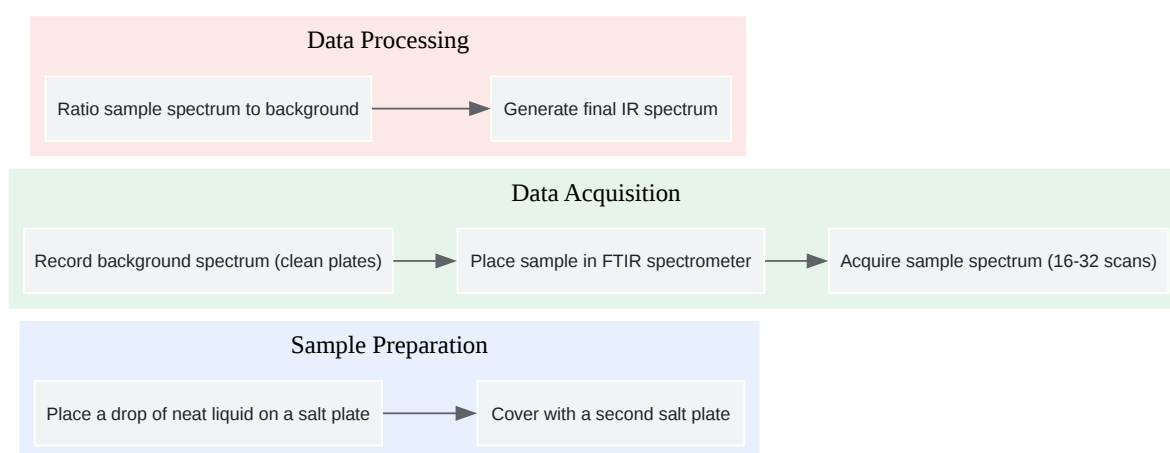 Data Processing
Ratio sample spectrum to background
Generate final IR spectrum
Data Acquisition
Record background spectrum (clean plates)
Place sample in FTIR spectrometer
Acquire sample spectrum (16-32 scans)
Sample Preparation
Place a drop of neat liquid on a salt plate
Cover with a second salt plate